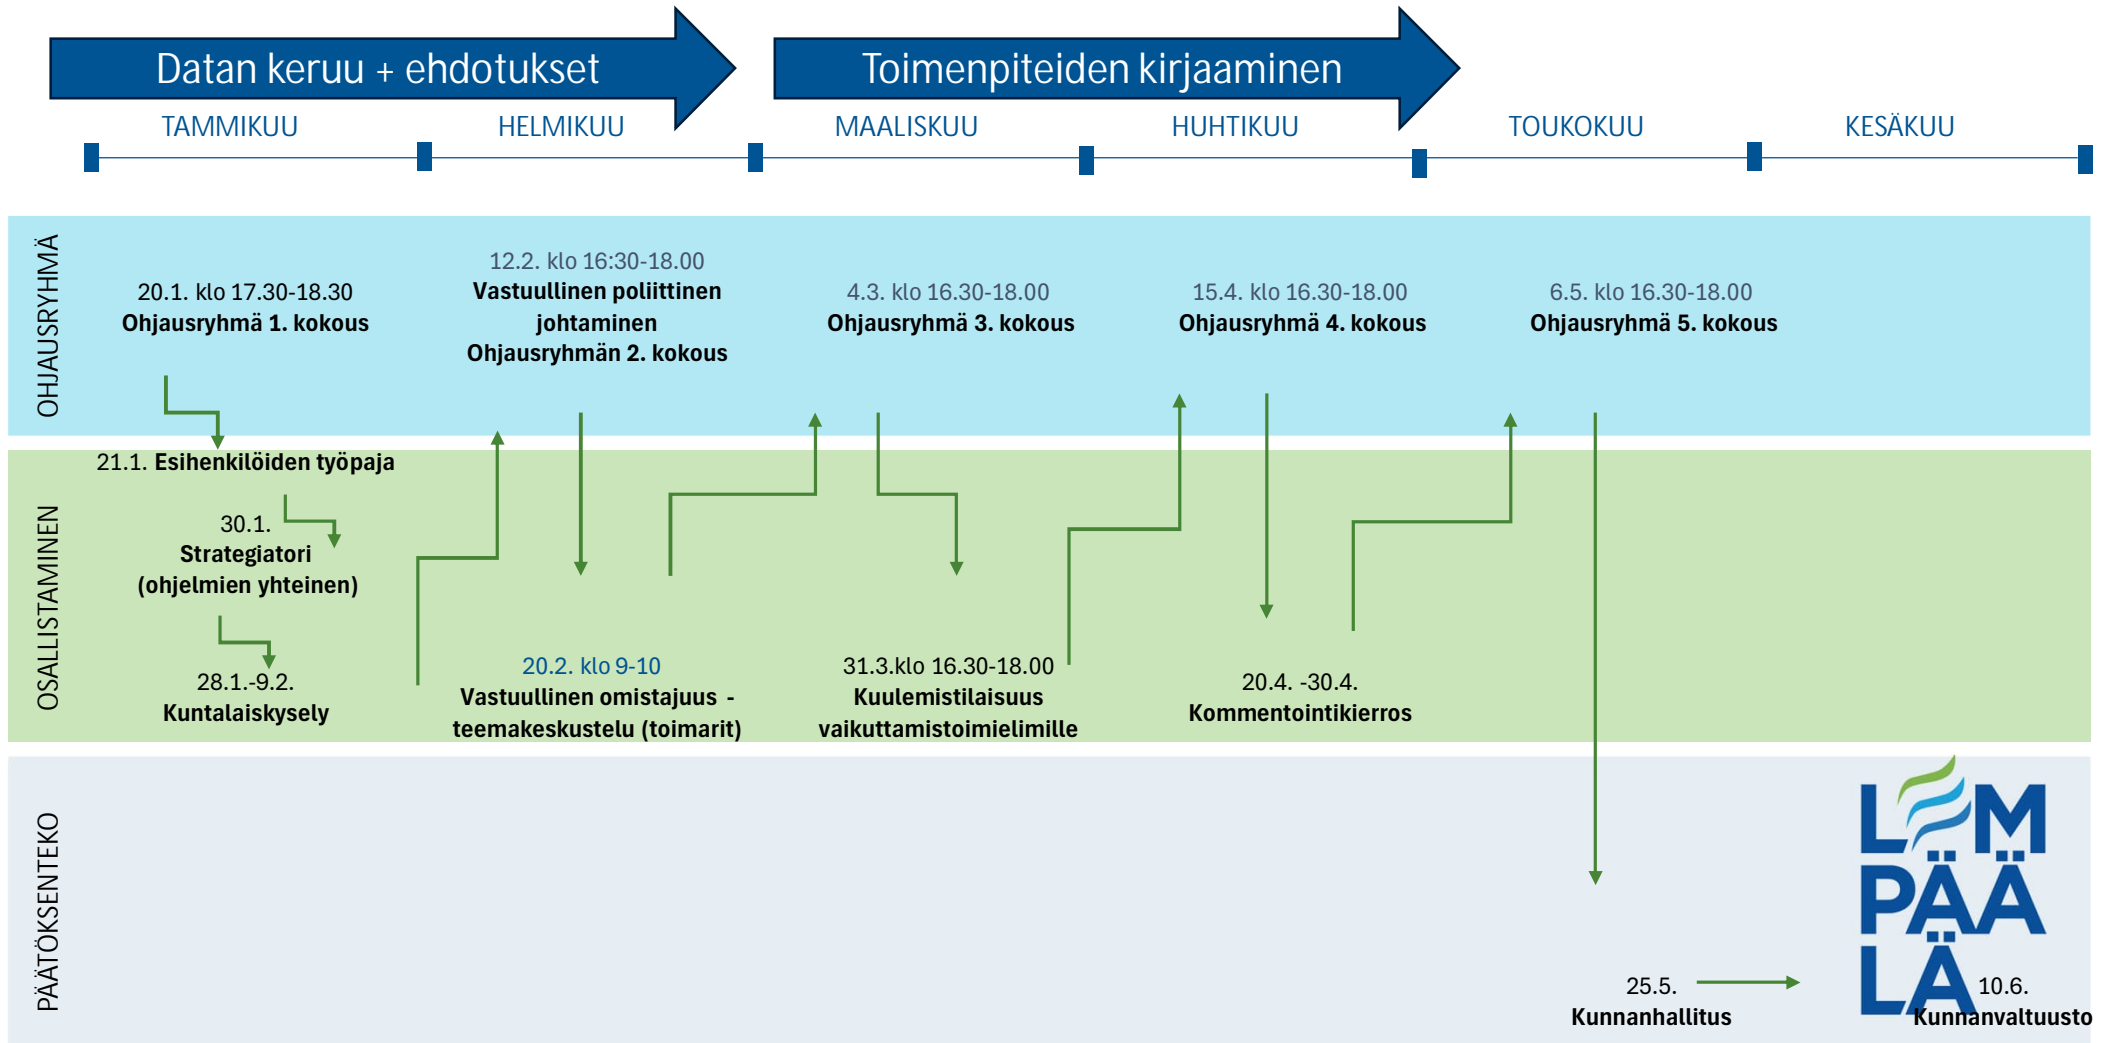 Datan keruu + ehdotukset
Toimenpiteiden kirjaaminen
TAMMIKUU
HELMIKUU
MAALISKUU
HUHTIKUU
TOUKOKUU
KESÄKUU
OHJAUSRYHMÄ
20.1. klo 17.30-18.30
Ohjausryhmä 1. kokous
12.2. klo 16:30-18.00
Vastuullinen poliittinen
johtaminen
Ohjausryhmän 2. kokous
4.3. klo 16.30-18.00
Ohjausryhmä 3. kokous
15.4. klo 16.30-18.00
Ohjausryhmä 4. kokous
6.5. klo 16.30-18.00
Ohjausryhmä 5. kokous
OSALLISTAMINEN
21.1. Esihenkilöiden työpaja
30.1.
Strategiatori
(ohjelmien yhteinen)
28.1.-9.2.
Kuntalaiskysely
20.2. klo 9-10
Vastuullinen omistajuus -
teemakeskustelu (toimarit)
31.3.klo 16.30-18.00
Kuulemistilaisuus
vaikuttamistoimielimille
20.4. -30.4.
Kommentointikierros
PÄÄTÖKSENTEKO
25.5.
Kunnanhallitus
LEM
PÄÄ
LÄ
10.6.
Kunnanvaltuusto